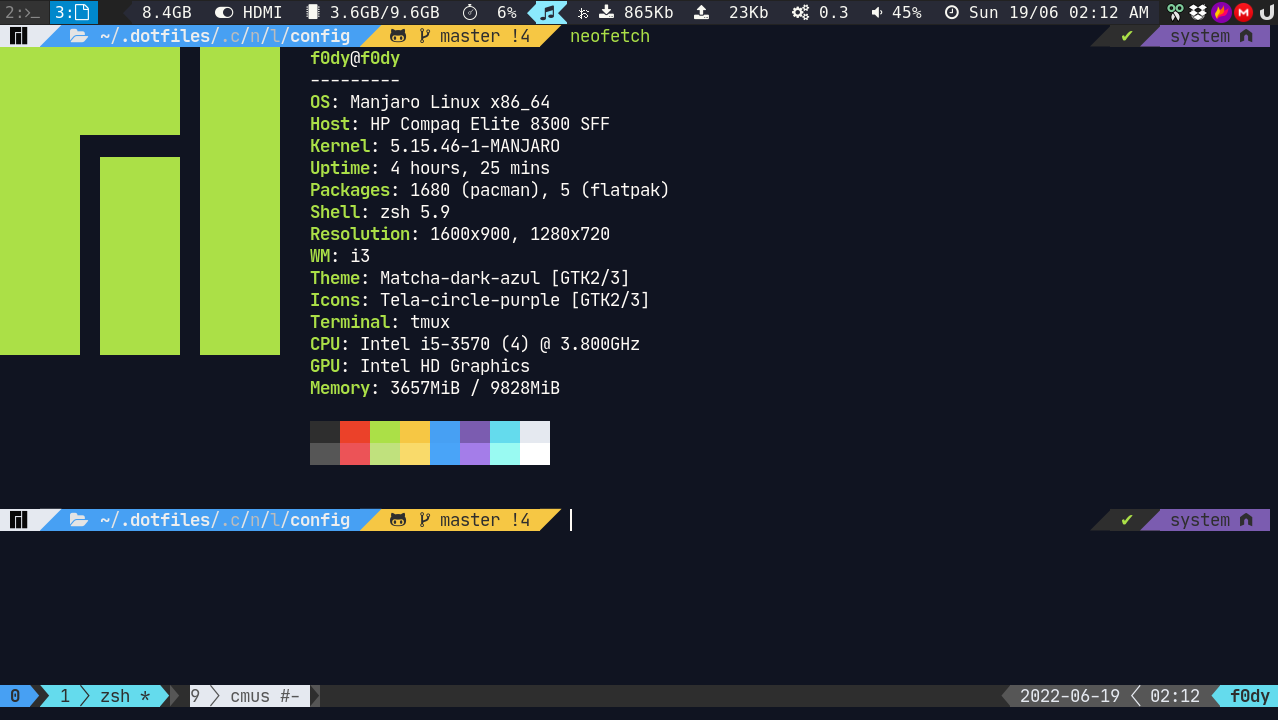 2:>_ 3: 8.4GB HDMI 3.6GB/9.6GB 6% 865Kb 23Kb 0.3 45% Sun 19/06 02:12 AM
~/.dotfiles/.c/n/l/config master !4 neofetch ✔ system
f0dy@f0dy
---------
OS: Manjaro Linux x86_64
Host: HP Compaq Elite 8300 SFF
Kernel: 5.15.46-1-MANJARO
Uptime: 4 hours, 25 mins
Packages: 1680 (pacman), 5 (flatpak)
Shell: zsh 5.9
Resolution: 1600x900, 1280x720
WM: i3
Theme: Matcha-dark-azul [GTK2/3]
Icons: Tela-circle-purple [GTK2/3]
Terminal: tmux
CPU: Intel i5-3570 (4) @ 3.800GHz
GPU: Intel HD Graphics
Memory: 3657MiB / 9828MiB
~/.dotfiles/.c/n/l/config master !4 ✔ system
0 1 zsh * 9 cmus #- 2022-06-19 02:12 f0dy